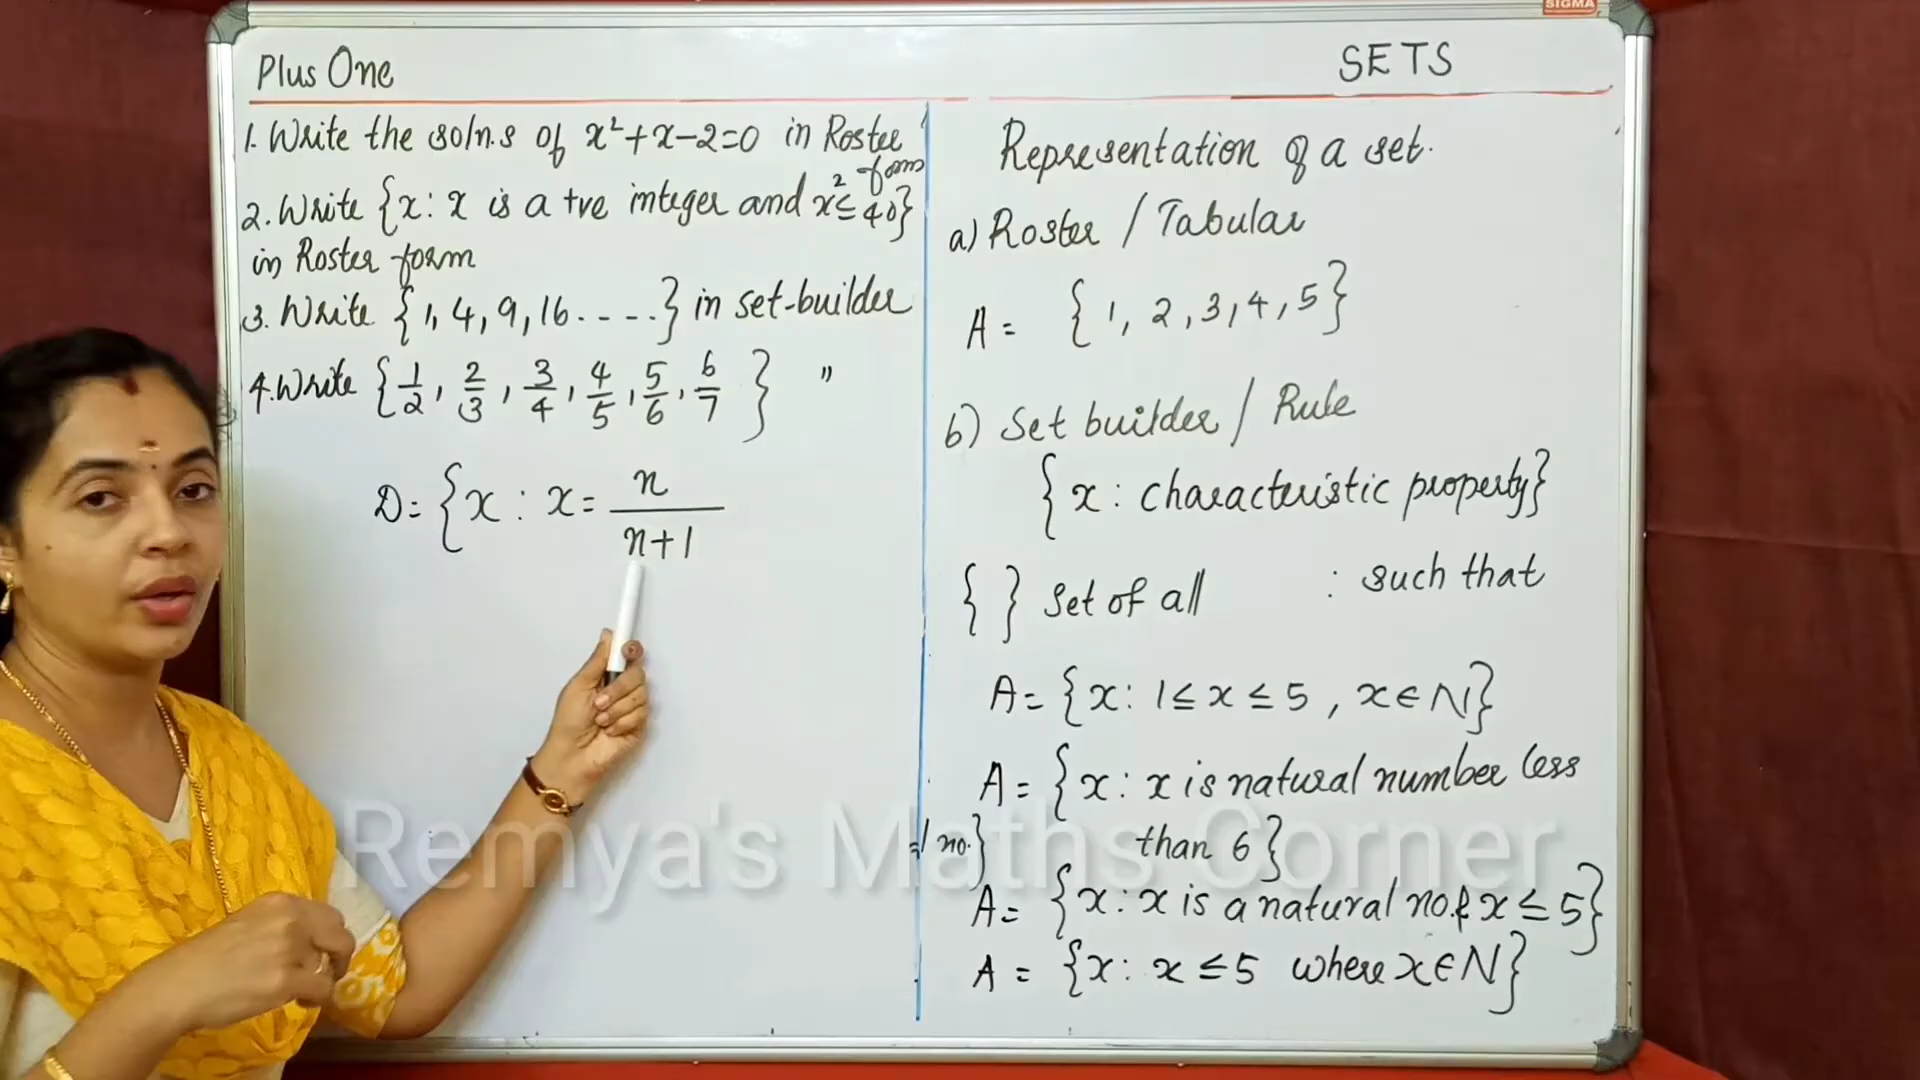 SIGMA
Plus One
SETS
1. Write the soln.s of x²+x-2=0 in Roster form
2. Write {x: x is a +ve integer and x² ≤ 40}
in Roster form
3. Write {1, 4, 9, 16.----.} in set-builder
4. Write {1/2, 2/3, 3/4, 4/5, 5/6, 6/7 } "
D= {x : x= n/n+1
Representation of a set.
a) Roster / Tabular
A = {1, 2, 3, 4, 5}
b) Set builder / Rule
{x : characteristic property}
{ } Set of all : such that
A= {x: 1≤ x ≤ 5, x∈N}
A = {x: x is natural number less
than 6}
no.}
A= {x: x is a natural no.& x ≤ 5}
A = {x: x ≤5 where x∈N}
Remya's Maths Corner